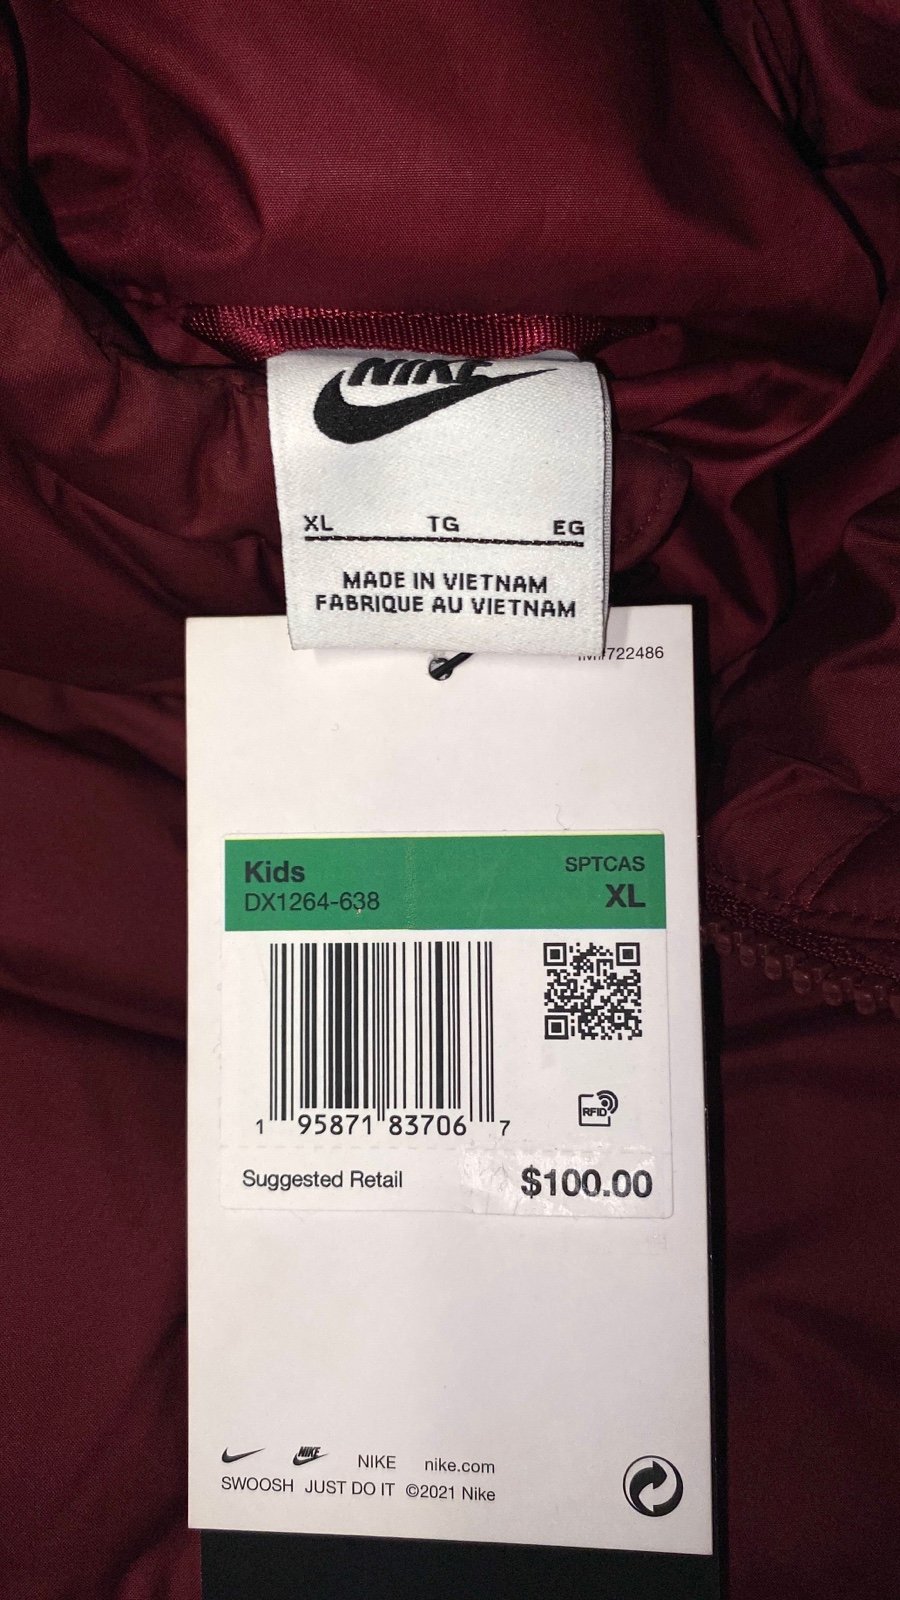 NIKE
XL TG EG
MADE IN VIETNAM
FABRIQUE AU VIETNAM
722486
Kids SPTCAS
DX1264-638 XL
RFID
1 95871 83706 7
Suggested Retail $100.00
NIKE NIKE nike.com
SWOOSH JUST DO IT ©2021 Nike